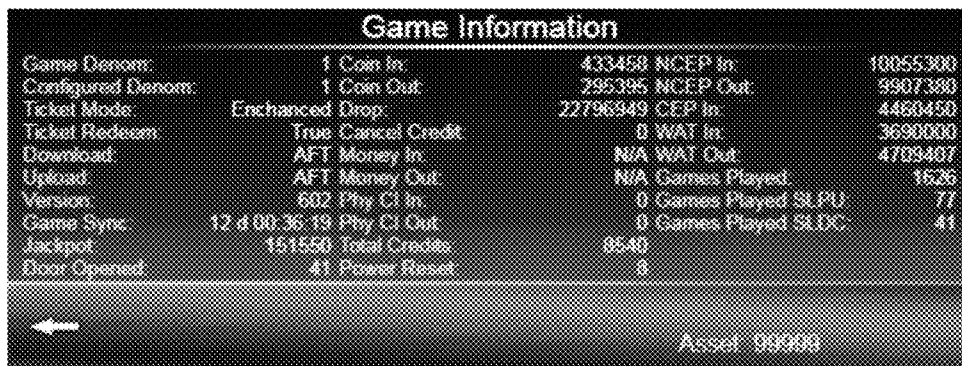 Game Information
Game Denom: 1 Coin In: 433458 NCEP In: 10055300
Configured Denom: 1 Coin Out: 295395 NCEP Out: 9907380
Ticket Mode: Enchanced Drop: 22796949 CEP In: 4460450
Ticket Redeem: True Cancel Credit: 0 WAT In: 3690000
Download: AFT Money In: N/A WAT Out: 4709407
Upload: AFT Money Out: N/A Games Played: 1626
Version: 602 Phy CI In: 0 Games Played SLPU: 77
Game Sync: 12 d 00:36:19 Phy CI Out: 0 Games Played SLDC: 41
Jackpot: 151550 Total Credits: 8540
Door Opened: 41 Power Reset: 8
Asset 99999